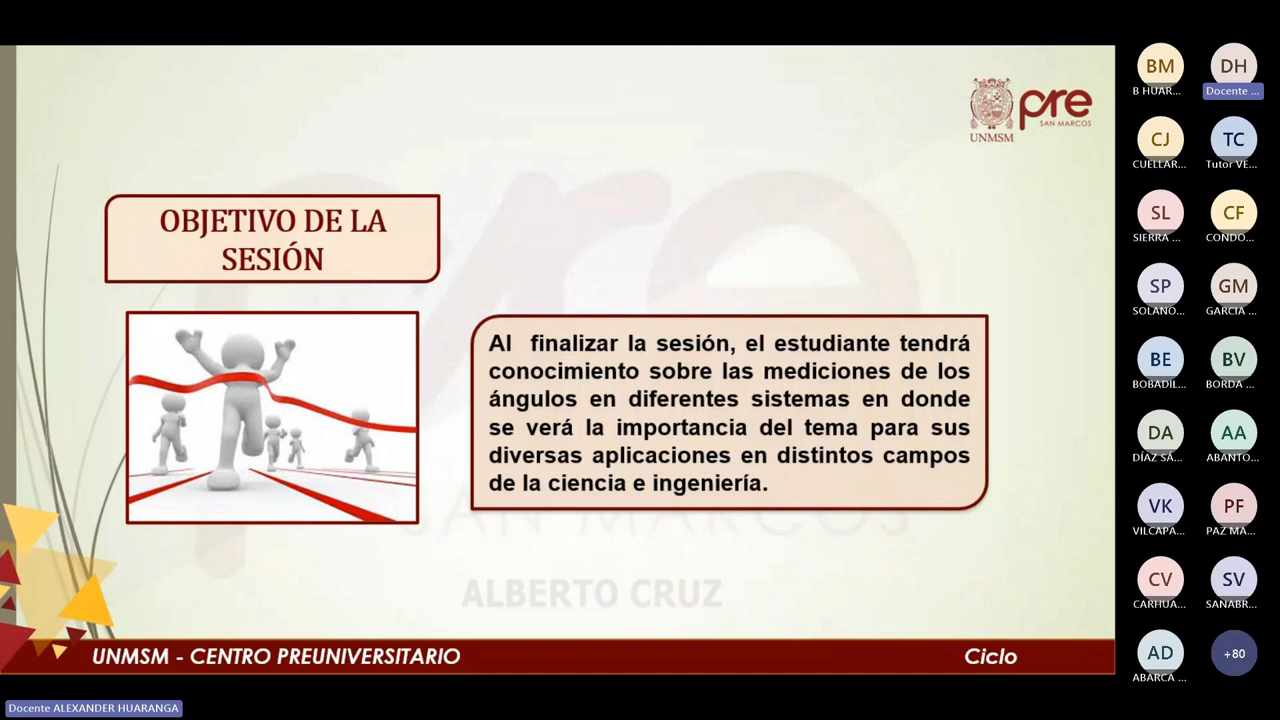 pre
SAN MARCOS
UNMSM
OBJETIVO DE LA
SESIÓN
Al finalizar la sesión, el estudiante tendrá
conocimiento sobre las mediciones de los
ángulos en diferentes sistemas en donde
se verá la importancia del tema para sus
diversas aplicaciones en distintos campos
de la ciencia e ingeniería.
pre
SAN MARCOS
ALBERTO CRUZ
UNMSM - CENTRO PREUNIVERSITARIO
Ciclo
Docente ALEXANDER HUARANGA
BM
B HUAR...
DH
Docente ...
CJ
CUELLAR...
TC
Tutor VE...
SL
SIERRA ...
CF
CONDO...
SP
SOLANO...
GM
GARCIA ...
BE
BOBADIL...
BV
BORDA ...
DA
DÍAZ SÁ...
AA
ABANTO...
VK
VILCAPA...
PF
PAZ MA...
CV
CARHUA...
SV
SANABR...
AD
ABARCA ...
+80